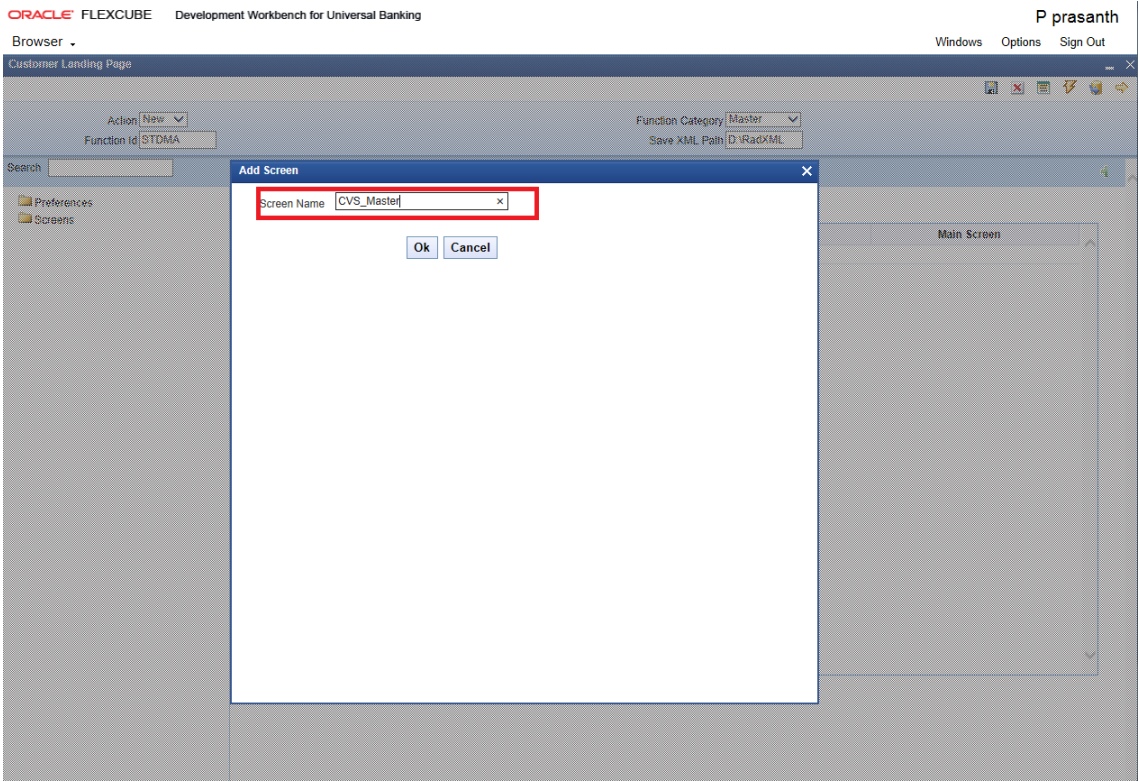 ORACLE FLEXCUBE Development Workbench for Universal Banking P prasanth
Browser Windows Options Sign Out
Customer Landing Page
Action New Function Category Master
Function Id STDMA Save XML Path D:\RadXML
Search
Add Screen
Preferences
Screens
Screen Name CVS_Master
Main Screen
Ok Cancel